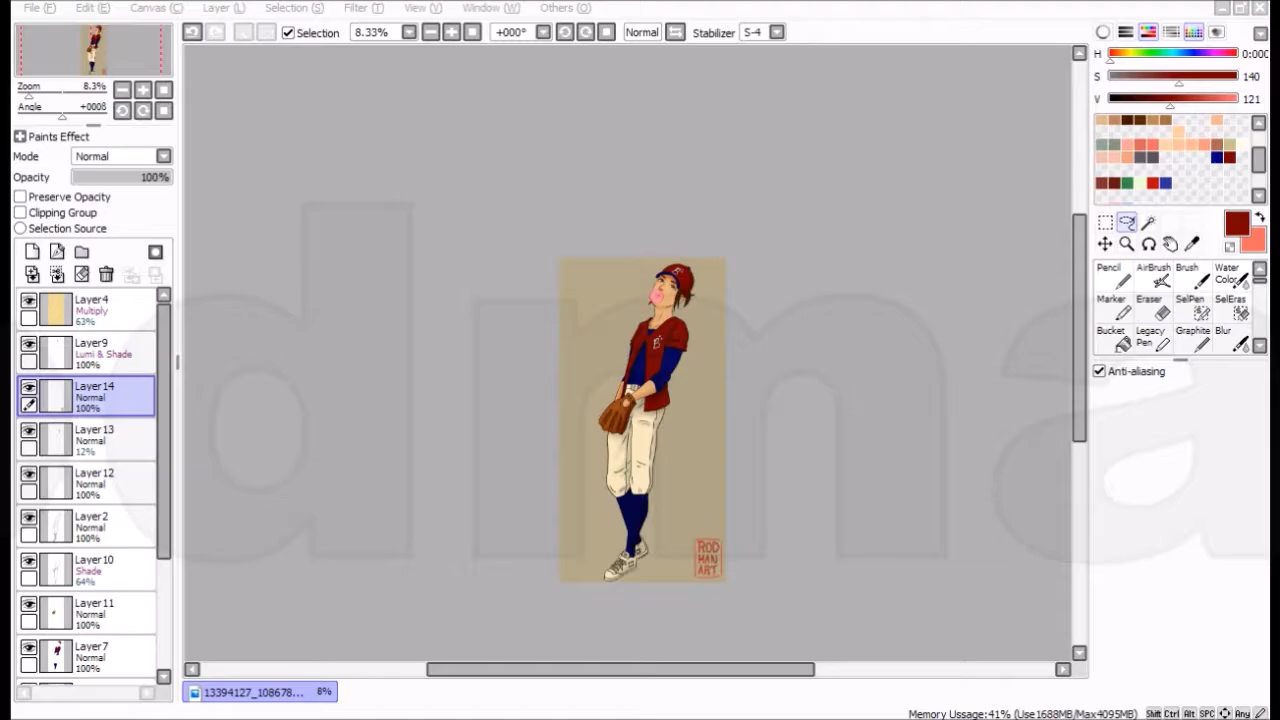 File (F) Edit (E) Canvas (C) Layer (L) Selection (S) Filter (T) View (V) Window (W) Others (O)
Selection 8.33% Normal Stabilizer S-4
Zoom 8.3%
Angle +000ß
Paints Effect
Mode Normal
Opacity 100%
Preserve Opacity
Clipping Group
Selection Source
Layer4
Multiply
63%
Layer9
Lumi & Shade
100%
Layer14
Normal
100%
Layer13
Normal
12%
Layer12
Normal
100%
Layer2
Normal
100%
Layer10
Shade
64%
Layer11
Normal
100%
Layer7
Normal
100%
ROD
HAN
ART
13394127_108678... 8%
H 0:000
S 140
V 121
Pencil AirBrush Brush Water Color
Marker Eraser SelPen SelEras
Bucket Legacy Pen Graphite Blur
Anti-aliasing
Memory Ussage:41% (Use1688MB/Max4095MB) Shift Ctrl Alt SPC Any